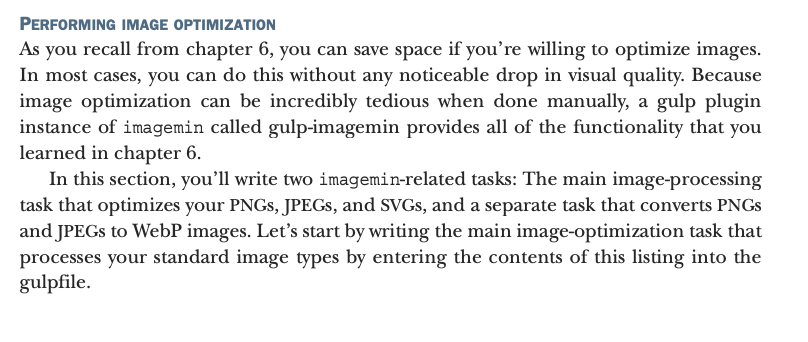 PERFORMING IMAGE OPTIMIZATION
As you recall from chapter 6, you can save space if you're willing to optimize images.
In most cases, you can do this without any noticeable drop in visual quality. Because
image optimization can be incredibly tedious when done manually, a gulp plugin
instance of imagemin called gulp-imagemin provides all of the functionality that you
learned in chapter 6.
In this section, you'll write two imagemin-related tasks: The main image-processing
task that optimizes your PNGs, JPEGs, and SVGs, and a separate task that converts PNGs
and JPEGs to WebP images. Let's start by writing the main image-optimization task that
processes your standard image types by entering the contents of this listing into the
gulpfile.